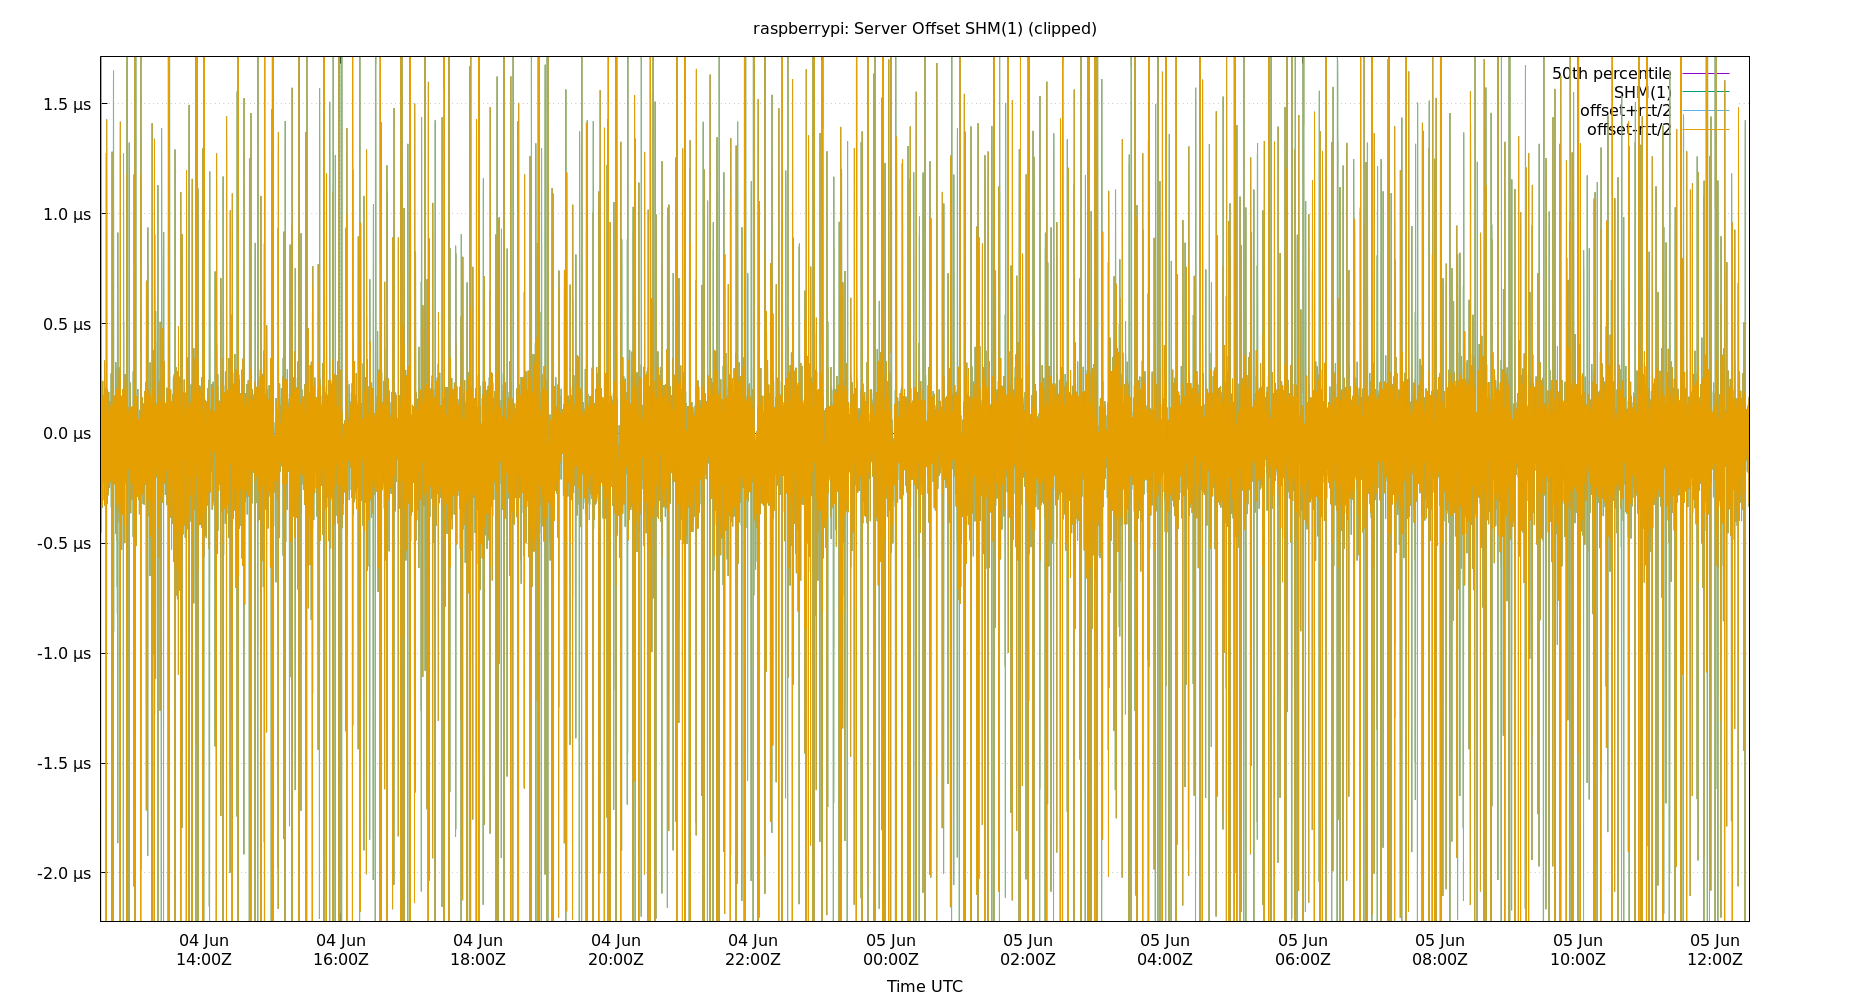 raspberrypi: Server Offset SHM(1) (clipped)
50th percentile
SHM(1)
offset+rtt/2
offset-rtt/2
1.5 µs
1.0 µs
0.5 µs
0.0 µs
-0.5 µs
-1.0 µs
-1.5 µs
-2.0 µs
04 Jun 04 Jun 04 Jun 04 Jun 04 Jun 05 Jun 05 Jun 05 Jun 05 Jun 05 Jun 05 Jun 05 Jun
14:00Z 16:00Z 18:00Z 20:00Z 22:00Z 00:00Z 02:00Z 04:00Z 06:00Z 08:00Z 10:00Z 12:00Z
Time UTC